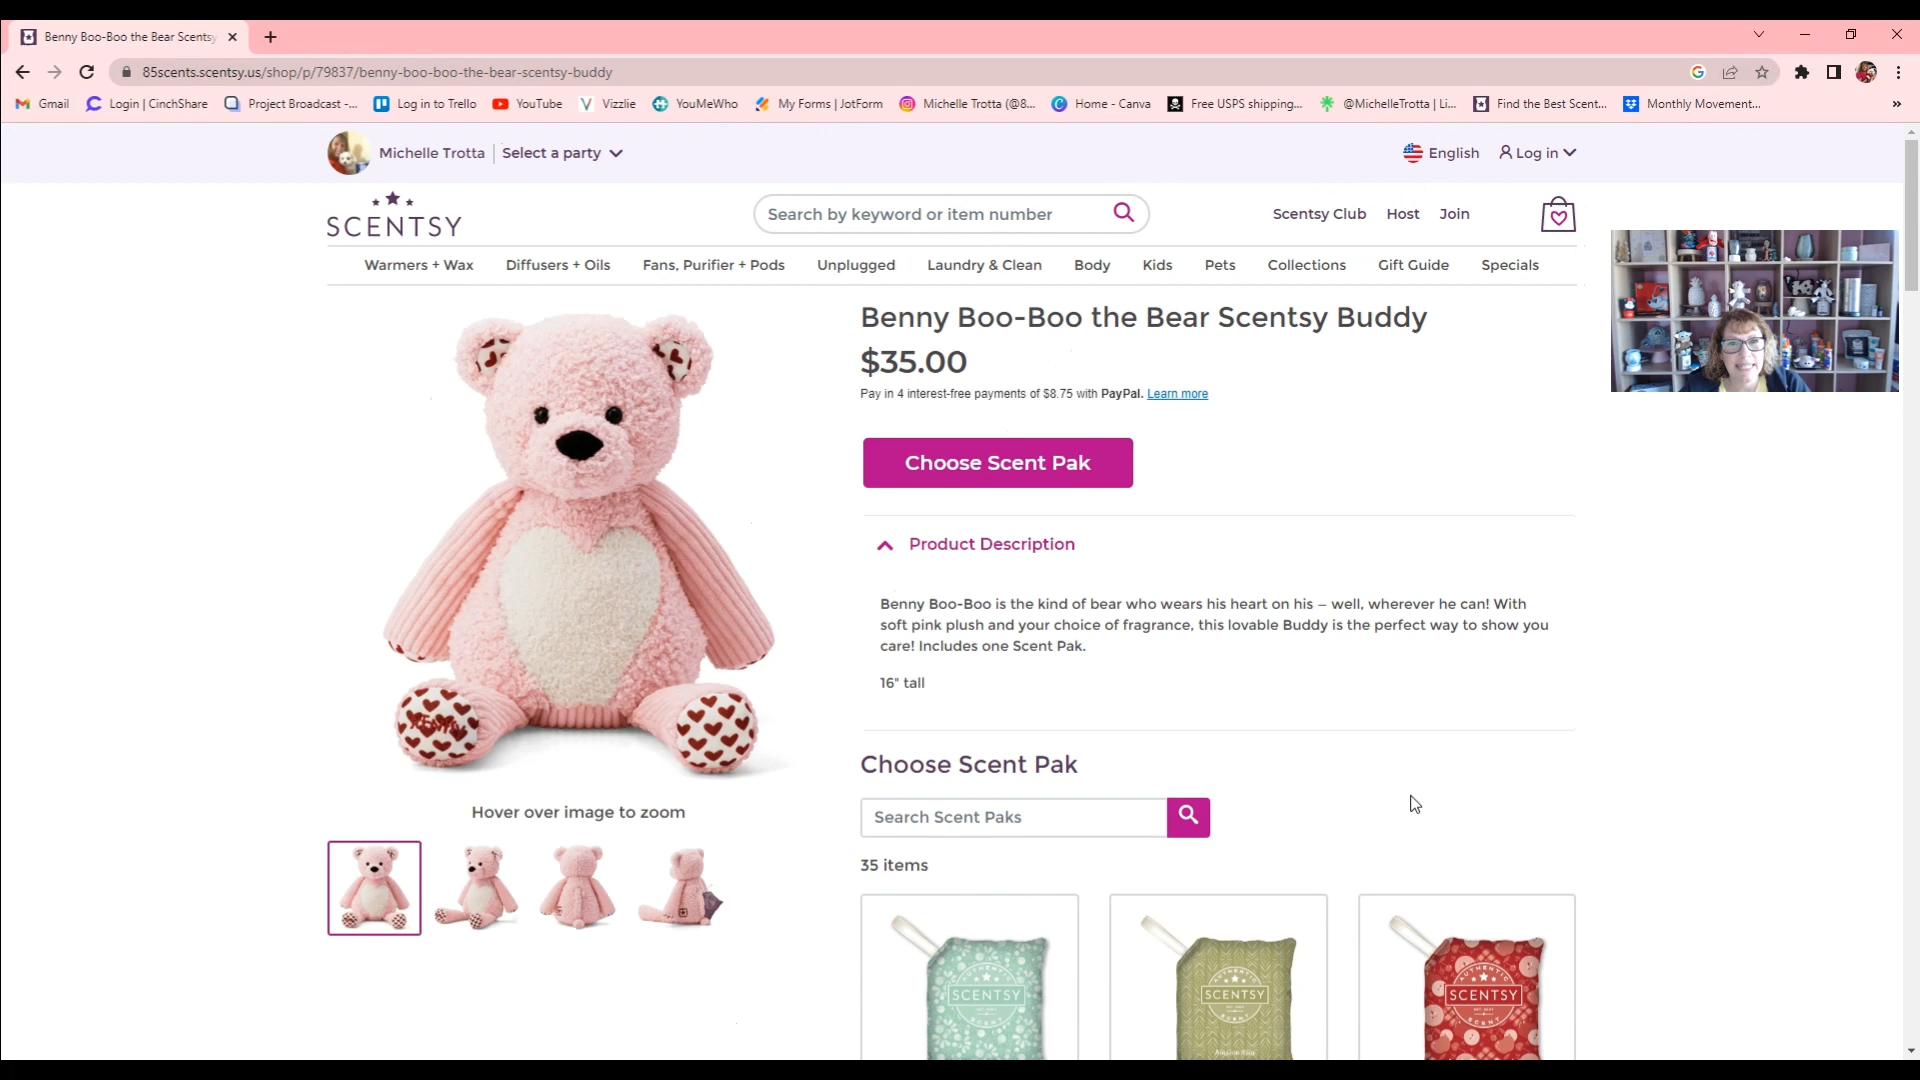 Benny Boo-Boo the Bear Scentsy
85scents.scentsy.us/shop/p/79837/benny-boo-boo-the-bear-scentsy-buddy
Gmail Login | CinchShare Project Broadcast -... Log in to Trello YouTube Vizzlie YouMeWho My Forms | JotForm Michelle Trotta (@8... Home - Canva Free USPS shipping... @MichelleTrotta | Li... Find the Best Scent... Monthly Movement...
Michelle Trotta Select a party English Log in
SCENTSY
Search by keyword or item number
Scentsy Club Host Join
Warmers + Wax Diffusers + Oils Fans, Purifier + Pods Unplugged Laundry & Clean Body Kids Pets Collections Gift Guide Specials
Benny Boo-Boo the Bear Scentsy Buddy
$35.00
Pay in 4 interest-free payments of $8.75 with PayPal. Learn more
Choose Scent Pak
Product Description
Benny Boo-Boo is the kind of bear who wears his heart on his – well, wherever he can! With
soft pink plush and your choice of fragrance, this lovable Buddy is the perfect way to show you
care! Includes one Scent Pak.
16" tall
Choose Scent Pak
Search Scent Paks
35 items
Hover over image to zoom
SCENTSY
AUTHENTIC
SCENTSY
SCENT
AUTHENTIC
SCENTSY
SCENT
AUTHENTIC
SCENTSY
SCENT